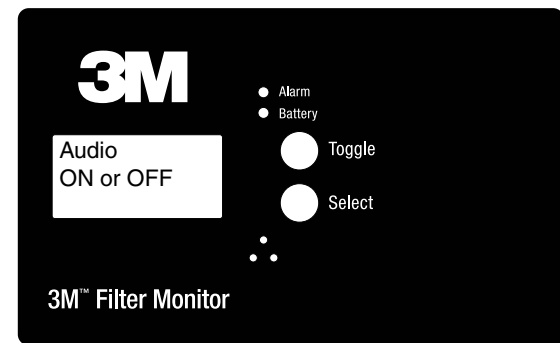 3M
Alarm
Battery
Audio
ON or OFF
Toggle
Select
3M™ Filter Monitor